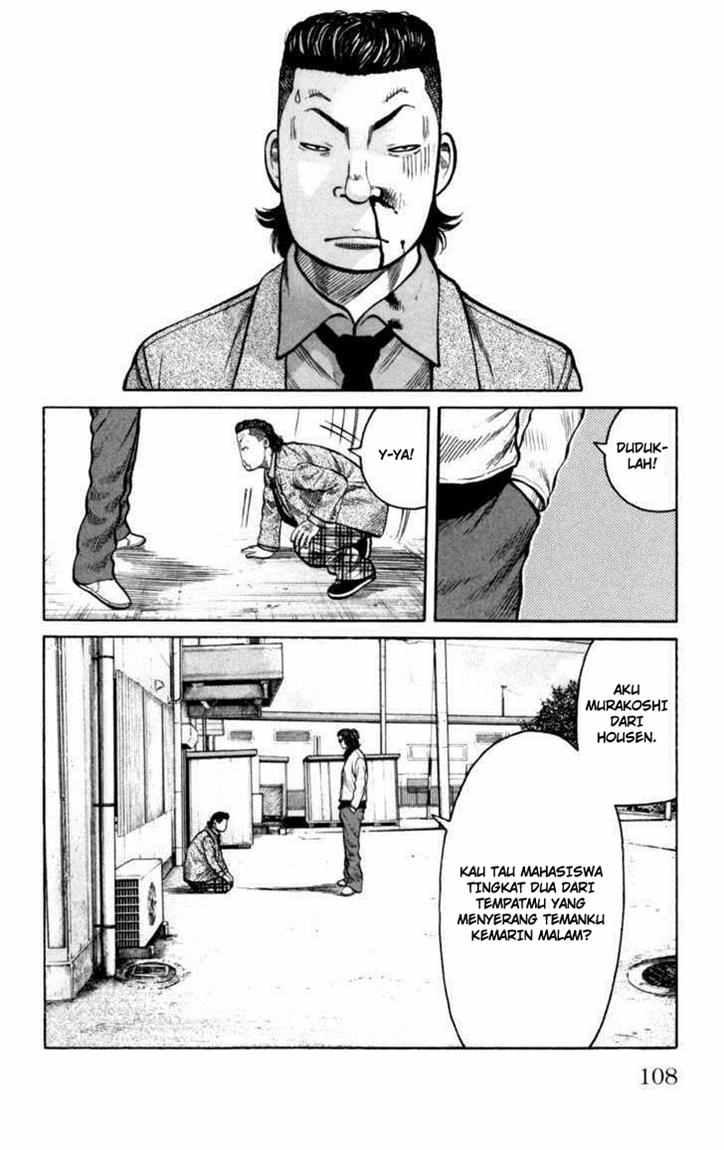 DUDUK-
LAH!
Y-YA!
AKU
MURAKOSHI
DARI
HOUSEN.
KAU TAU MAHASISWA
TINGKAT DUA DARI
TEMPATMU YANG
MENYERANG TEMANKU
KEMARIN MALAM?
108